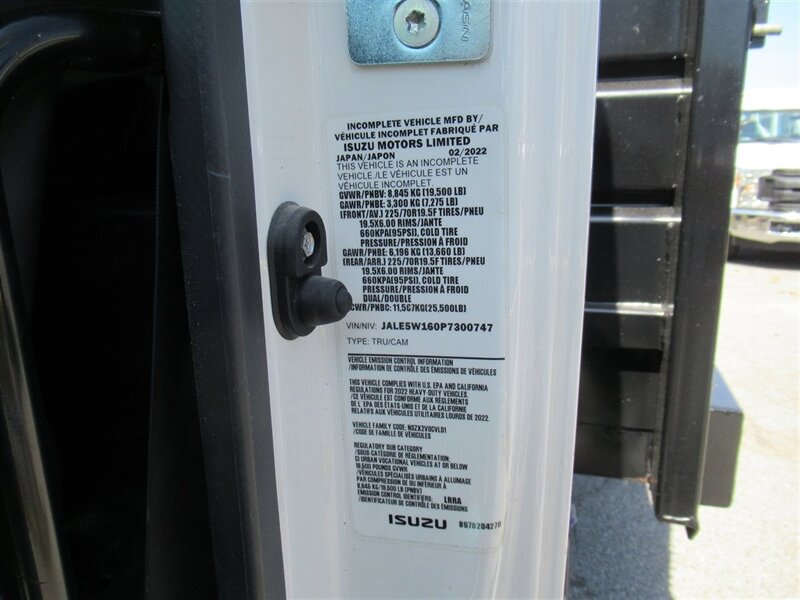 AISIN
INCOMPLETE VEHICLE MFD BY/
VÉHICULE INCOMPLET FABRIQUÉ PAR
ISUZU MOTORS LIMITED
JAPAN/JAPON 02/2022
THIS VEHICLE IS AN INCOMPLETE
VEHICLE./LE VÉHICULE EST UN
VÉHICULE INCOMPLET.
GVWR/PNBV: 8,845 KG (19,500 LB)
GAWR/PNBE: 3,300 KG (7,275 LB)
(FRONT/AV.) 225/70R19.5F TIRES/PNEU
19.5X6.00 RIMS/JANTE
660KPA(95PSI), COLD TIRE
PRESSURE/PRESSION À FROID
GAWR/PNBE: 6,196 KG (13,660 LB)
(REAR/ARR.) 225/70R19.5F TIRES/PNEU
19.5X6.00 RIMS/JANTE
660KPA(95PSI), COLD TIRE
PRESSURE/PRESSION À FROID
DUAL/DOUBLE
GCWR/PNBC: 11,567KG(25,500LB)
VIN/NIV: JALE5W160P7300747
TYPE: TRU/CAM
VEHICLE EMISSION CONTROL INFORMATION
/INFORMATION DE CONTRÔLE DES ÉMISSIONS DE VÉHICULES
THIS VEHICLE COMPLIES WITH U.S. EPA AND CALIFORNIA
REGULATIONS FOR 2022 HEAVY-DUTY VEHICLES.
/CE VÉHICULE EST CONFORME AUX RÈGLEMENTS
DE L'EPA DES ÉTATS-UNIS ET DE LA CALIFORNIE
RELATIFS AUX VÉHICULES UTILITAIRES LOURDS DE 2022.
VEHICLE FAMILY CODE: NSZX2VOCVLD1
/CODE DE FAMILLE DE VÉHICULES
REGULATORY SUB CATEGORY
/SOUS CATÉGORIE DE RÉGLEMENTATION:
CI URBAN VOCATIONAL VEHICLES AT OR BELOW
19,500 POUNDS GVWR
/VÉHICULES SPÉCIALISÉS URBAINS À ALLUMAGE
PAR COMPRESSION DE OU INFÉRIEUR À
8,845 KG/19,500 LB (PNBV)
EMISSION CONTROL IDENTIFIERS: LRRA
/IDENTIFICATEUR DE CONTRÔLE DES ÉMISSIONS
ISUZU 8978284270